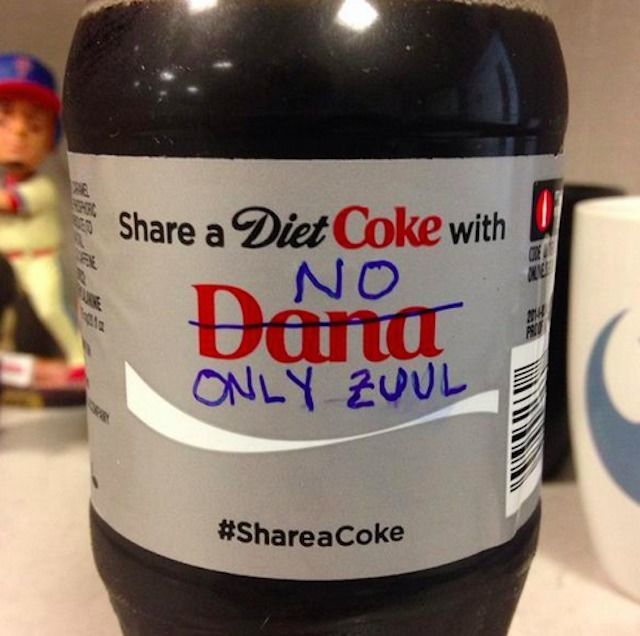 Share a Diet Coke with
NO
Dana
ONLY ZUUL
#ShareaCoke